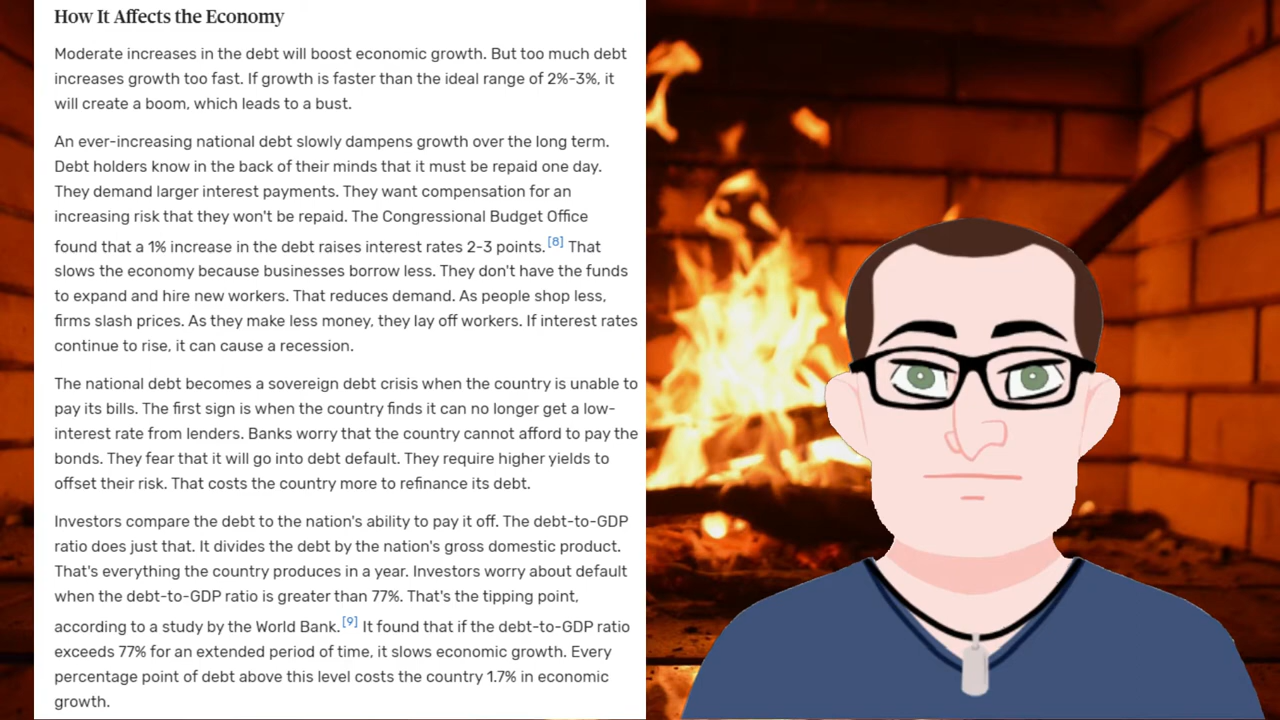 How It Affects the Economy
Moderate increases in the debt will boost economic growth. But too much debt
increases growth too fast. If growth is faster than the ideal range of 2%-3%, it
will create a boom, which leads to a bust.
An ever-increasing national debt slowly dampens growth over the long term.
Debt holders know in the back of their minds that it must be repaid one day.
They demand larger interest payments. They want compensation for an
increasing risk that they won't be repaid. The Congressional Budget Office
found that a 1% increase in the debt raises interest rates 2-3 points.[8] That
slows the economy because businesses borrow less. They don't have the funds
to expand and hire new workers. That reduces demand. As people shop less,
firms slash prices. As they make less money, they lay off workers. If interest rates
continue to rise, it can cause a recession.
The national debt becomes a sovereign debt crisis when the country is unable to
pay its bills. The first sign is when the country finds it can no longer get a low-
interest rate from lenders. Banks worry that the country cannot afford to pay the
bonds. They fear that it will go into debt default. They require higher yields to
offset their risk. That costs the country more to refinance its debt.
Investors compare the debt to the nation's ability to pay it off. The debt-to-GDP
ratio does just that. It divides the debt by the nation's gross domestic product.
That's everything the country produces in a year. Investors worry about default
when the debt-to-GDP ratio is greater than 77%. That's the tipping point,
according to a study by the World Bank.[9] It found that if the debt-to-GDP ratio
exceeds 77% for an extended period of time, it slows economic growth. Every
percentage point of debt above this level costs the country 1.7% in economic
growth.